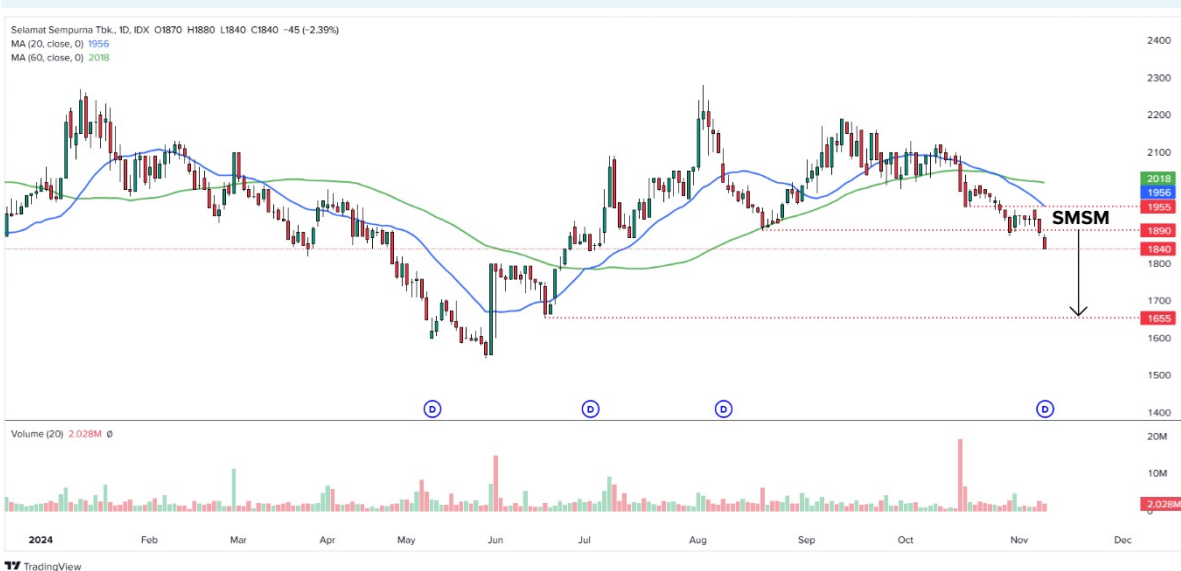 Selamat Sempurna Tbk., 1D, IDX O1870 H1880 L1840 C1840 −45 (−2.39%)
MA (20, close, 0) 1956
MA (60, close, 0) 2018
2400
2300
2200
2100
2018
1956
1955
SMSM
1890
1840
1800
1700
1655
1600
1500
1400
D D D D
Volume (20) 2.028M Ø
20M
10M
2.028M
0
2024 Feb Mar Apr May Jun Jul Aug Sep Oct Nov Dec
TradingView